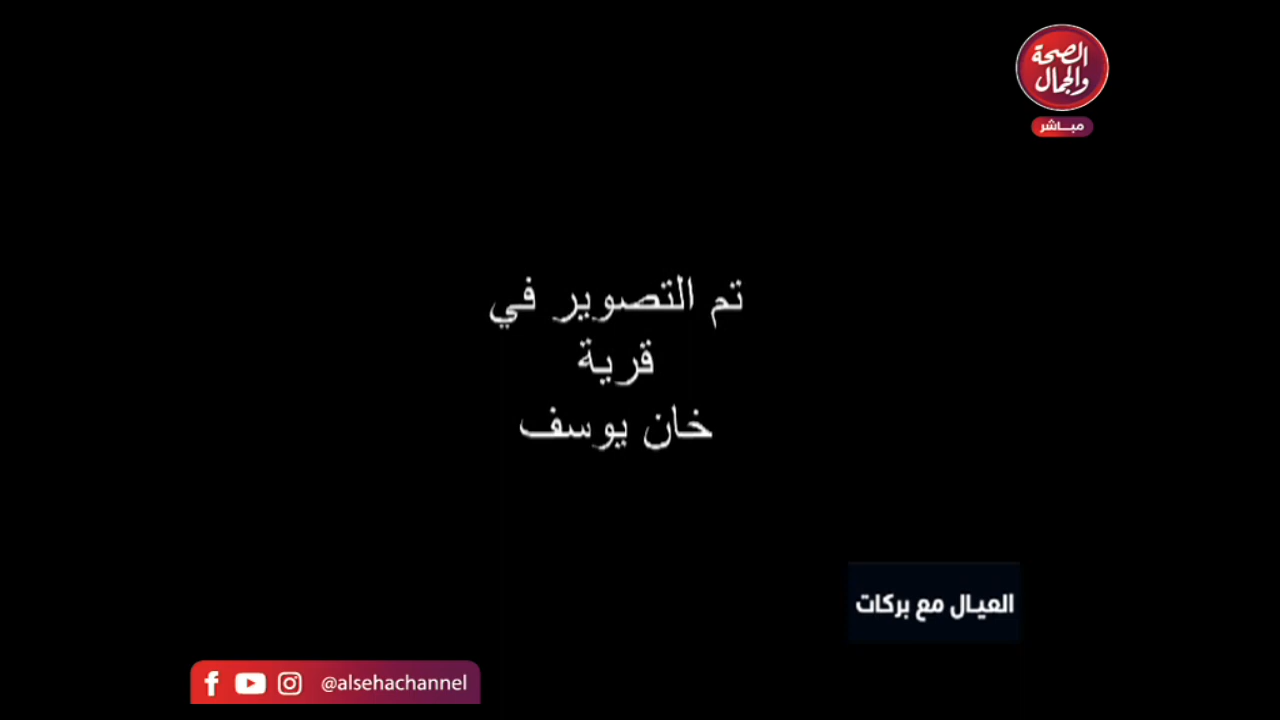 الصحة
والجمال
مباشر
تم التصوير في
قرية
خان يوسف
العيال مع بركات
@alsehachannel